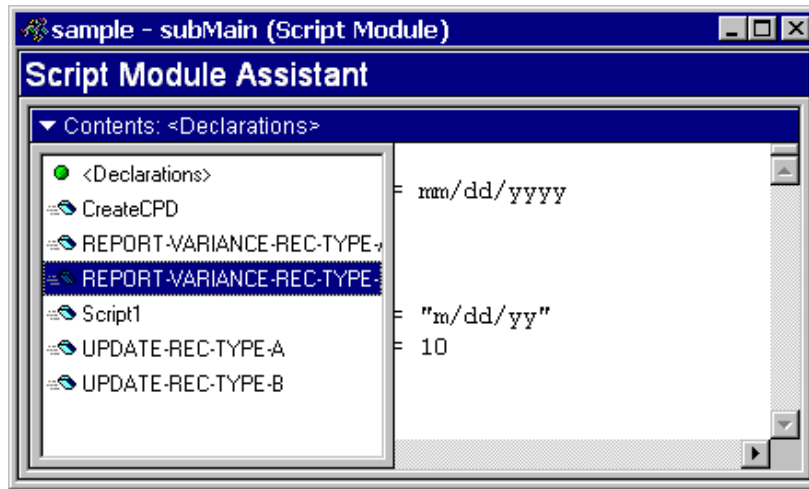 sample - subMain (Script Module)
Script Module Assistant
Contents: <Declarations>
<Declarations>
CreateCPD
REPORT-VARIANCE-REC-TYPE-
REPORT-VARIANCE-REC-TYPE-
Script1
UPDATE-REC-TYPE-A
UPDATE-REC-TYPE-B
= mm/dd/yyyy
= "m/dd/yy"
= 10